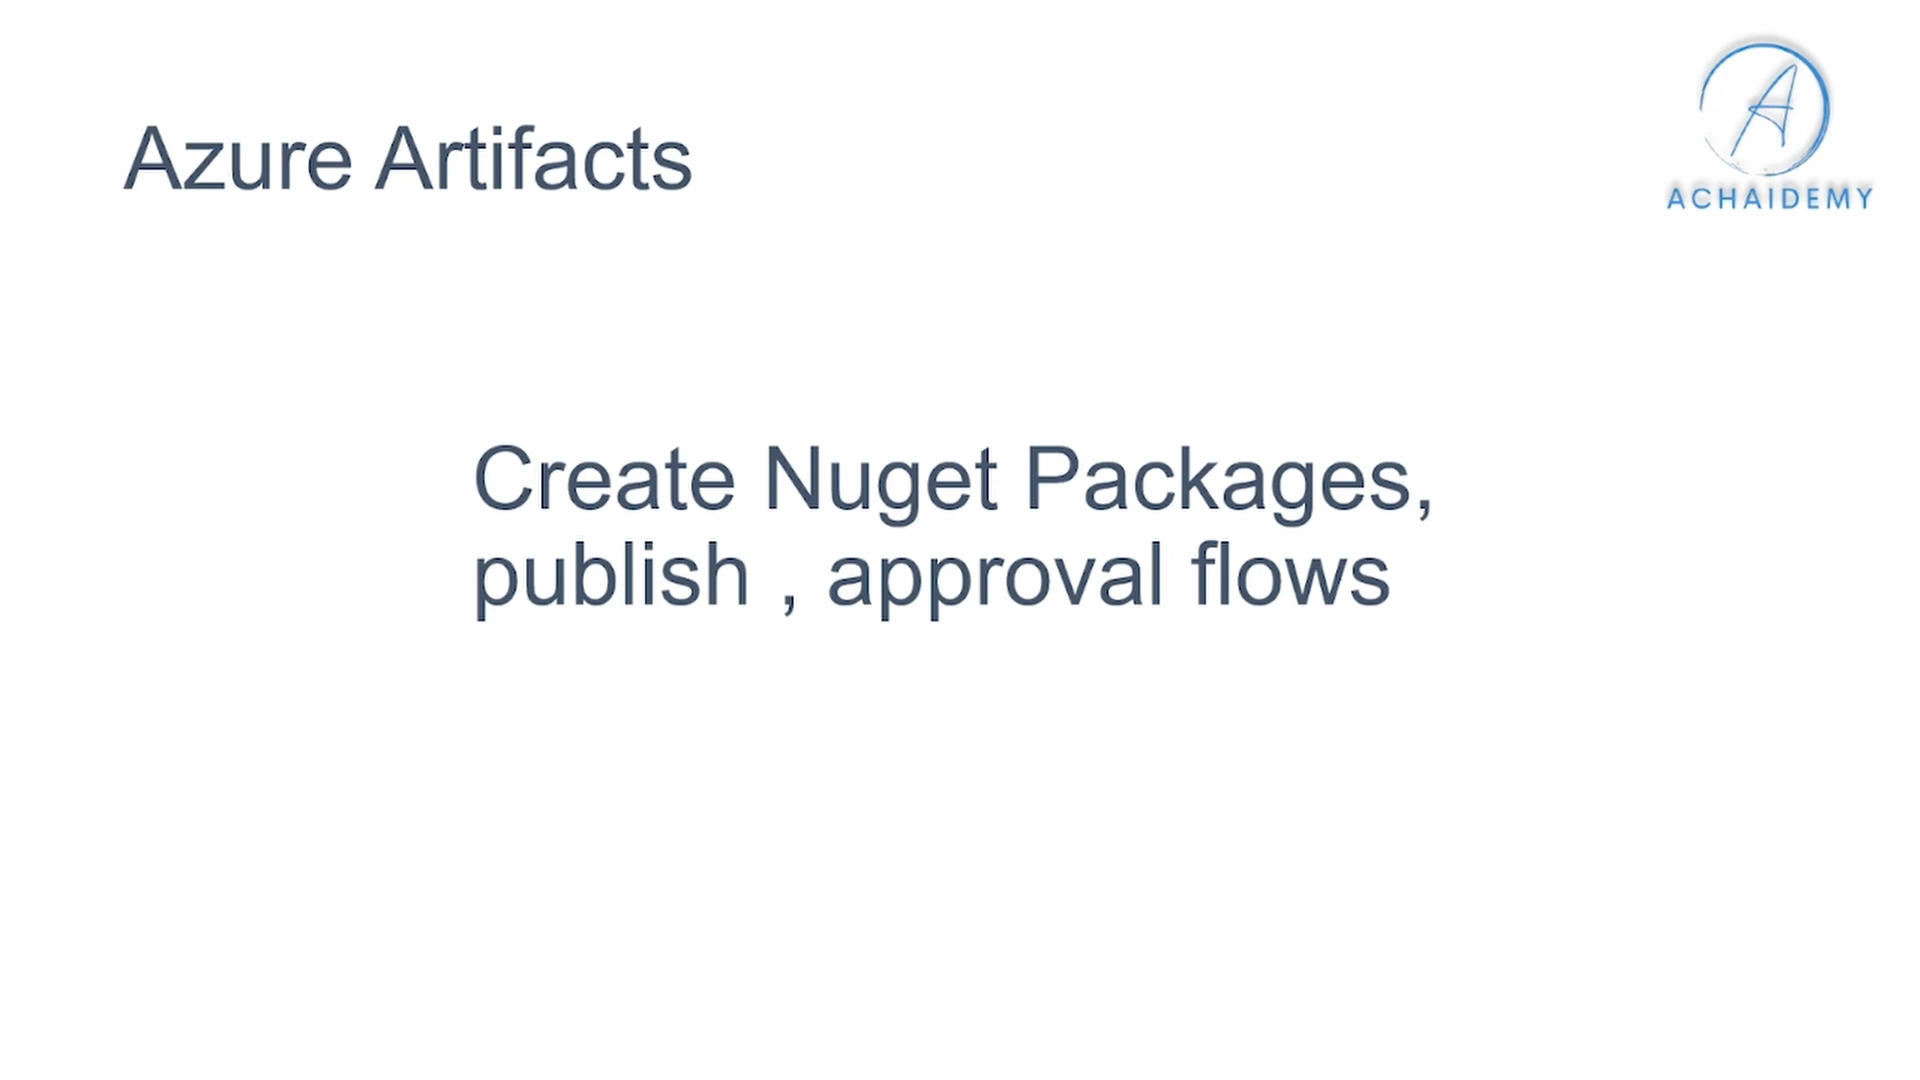 Azure Artifacts
ACHAIDEMY
Create Nuget Packages,
publish , approval flows